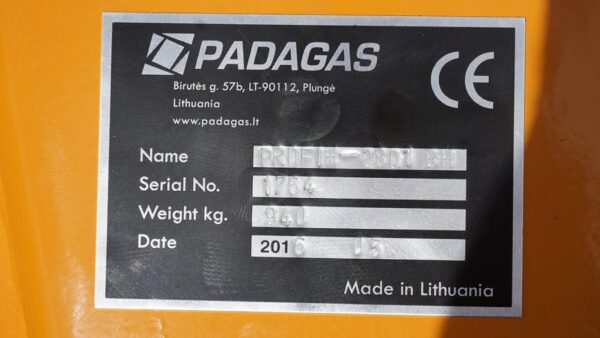 PADAGAS
CE
Birutės g. 57b, LT-90112, Plungė
Lithuania
www.padagas.lt
Name
Serial No. 1764
Weight kg. 940
Date 2016 05
Made in Lithuania